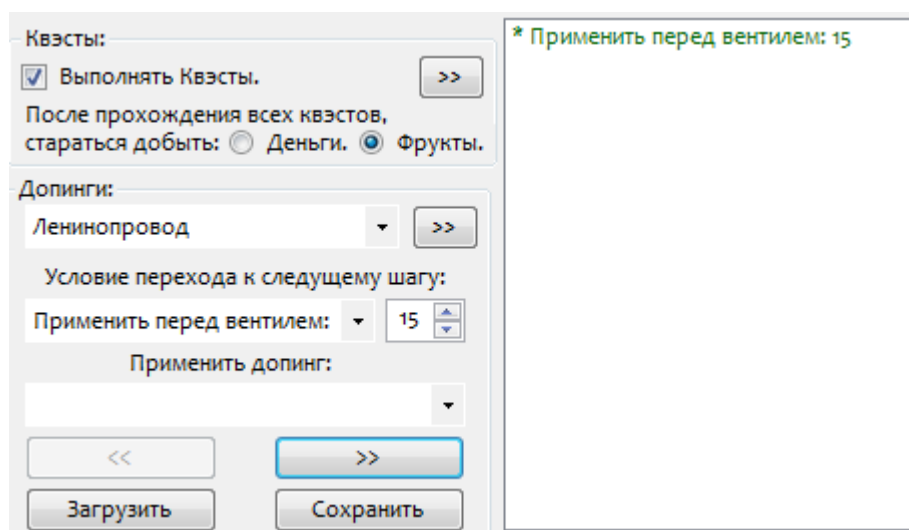 Квэсты:
Выполнять Квэсты.
>>
После прохождения всех квэстов,
стараться добыть: Деньги. Фрукты.
Допинги:
Ленинопровод
>>
Условие перехода к следущему шагу:
Применить перед вентилем: 15
Применить допинг:
<< >>
Загрузить Сохранить
* Применить перед вентилем: 15